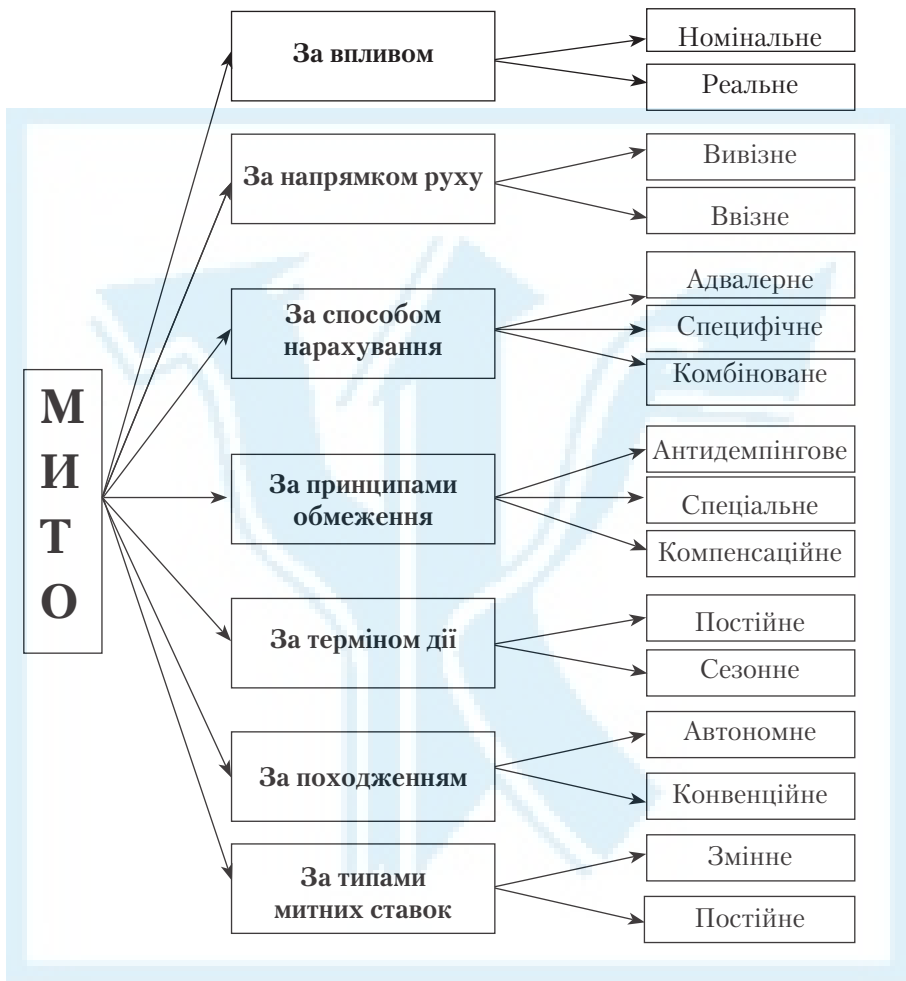 МИТО
За впливом
Номінальне
Реальне
За напрямком руху
Вивізне
Ввізне
За способом
нарахування
Адвалерне
Специфічне
Комбіноване
За принципами
обмеження
Антидемпінгове
Спеціальне
Компенсаційне
За терміном дії
Постійне
Сезонне
За походженням
Автономне
Конвенційне
За типами
митних ставок
Змінне
Постійне